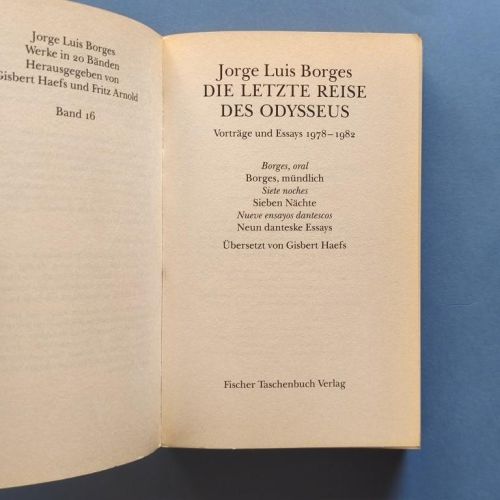 Jorge Luis Borges
Werke in 20 Bänden
Herausgegeben von
Gisbert Haefs und Fritz Arnold
Band 16
Jorge Luis Borges
DIE LETZTE REISE
DES ODYSSEUS
Vorträge und Essays 1978–1982
Borges, oral
Borges, mündlich
Siete noches
Sieben Nächte
Nueve ensayos dantescos
Neun danteske Essays
Übersetzt von Gisbert Haefs
Fischer Taschenbuch Verlag